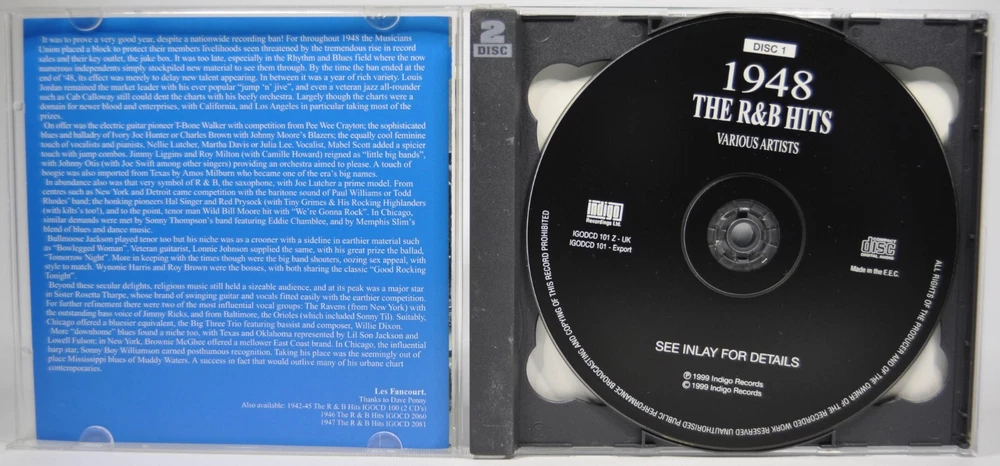 It was to prove a very good year, despite a nationwide recording ban! For throughout 1948 the Musicians
Union placed a block to protect their members livelihoods seen threatened by the tremendous rise in record
sales and their key outlet, the juke box. It was too late, especially in the Rhythm and Blues field where the now
numerous independents simply stockpiled new material to see them through. By the time the ban ended at the
end of '48, its effect was merely to delay new talent appearing. In between it was a year of rich variety. Louis
Jordan remained the market leader with his ever popular "jump 'n' jive", and even a veteran jazz all-rounder
such as Cab Calloway still could dent the charts with his beefy orchestra. Largely though the charts were a
domain for newer blood and enterprises, with California, and Los Angeles in particular taking most of the
prizes.
On offer was the electric guitar pioneer T-Bone Walker with competition from Pee Wee Crayton; the sophisticated
blues and balladry of Ivory Joe Hunter or Charles Brown with Johnny Moore's Blazers; the equally cool feminine
touch of vocalists and pianists, Nellie Lutcher, Martha Davis or Julia Lee. Vocalist, Mabel Scott added a spicier
touch with jump combos. Jimmy Liggins and Roy Milton (with Camille Howard) reigned as "little big bands",
with Johnny Otis (with Joe Swift among other singers) providing an orchestra aimed to please. A touch of
boogie was also imported from Texas by Amos Milburn who became one of the era's big names.
In abundance also was that very symbol of R & B, the saxophone, with Joe Lutcher a prime model. From
centres such as New York and Detroit came competition with the baritone sound of Paul Williams or Todd
Rhodes' band; the honking pioneers Hal Singer and Red Prysock (with Tiny Grimes & His Rocking Highlanders
(with kilts's too!), and to the point, tenor man Wild Bill Moore hit with "We're Gonna Rock". In Chicago,
similar demands were met by Sonny Thompson's band featuring Eddie Chamblee, and by Memphis Slim's
blend of blues and dance music.
Bullmoose Jackson played tenor too but his niche was as a crooner with a sideline in earthier material such
as "Bowlegged Woman". Veteran guitarist, Lonnie Johnson supplied the same, with his great prize the ballad,
"Tomorrow Night". More in keeping with the times though were the big band shouters, oozing sex appeal, with
style to match. Wynonie Harris and Roy Brown were the bosses, with both sharing the classic "Good Rocking
Tonight".
Beyond these secular delights, religious music still held a sizeable audience, and at its peak was a major star
in Sister Rosetta Tharpe, whose brand of swinging guitar and vocals fitted easily with the earthier competition.
For further refinement there were two of the most influential vocal groups: The Ravens (from New York) with
the outstanding bass voice of Jimmy Ricks, and from Baltimore, the Orioles (which included Sonny Til). Suitably,
Chicago offered a bluesier equivalent, the Big Three Trio featuring bassist and composer, Willie Dixon.
More "downhome" blues found a niche too, with Texas and Oklahoma represented by Lil Son Jackson and
Lowell Fulson; in New York, Brownie McGhee offered a mellower East Coast brand. In Chicago, the influential
harp star, Sonny Boy Williamson earned posthumous recognition. Taking his place was the seemingly out of
place Mississippi blues of Muddy Waters. A success in fact that would outlive many of his urbane chart
contemporaries.
Les Fancourt.
Thanks to Dave Penny
Also available: 1942-45 The R & B Hits IGOCD 100 (2 CD's)
1946 The R & B Hits IGOCD 2060
1947 The R & B Hits IGOCD 2081
2
DISC
DISC 1
1948
THE R&B HITS
VARIOUS ARTISTS
indigo
Recordings Ltd.
IGODCD 101 Z - UK
IGODCD 101 - Export
disc
DIGITAL AUDIO
Made in the E.E.C.
SEE INLAY FOR DETAILS
Ⓟ 1999 Indigo Records
© 1999 Indigo Records
ALL RIGHTS OF THE PRODUCER AND OF THE OWNER OF THE RECORDED WORK RESERVED UNAUTHORISED PUBLIC PERFORMANCE BROADCASTING AND COPYING OF THIS RECORD PROHIBITED